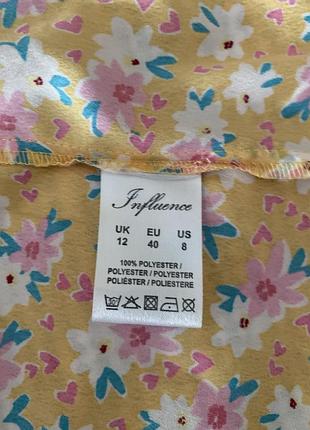 Influence
UK EU US
12 40 8
100% POLYESTER /
POLYESTER / POLYESTER /
POLIÉSTER / POLIESTERE